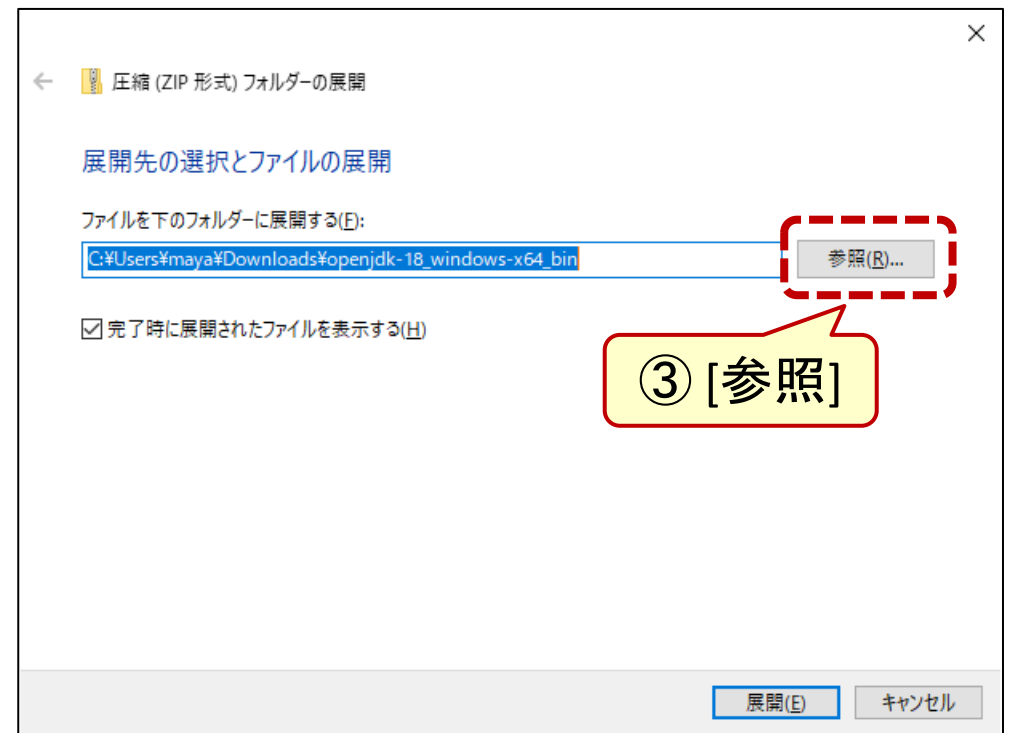 圧縮 (ZIP 形式) フォルダーの展開
展開先の選択とファイルの展開
ファイルを下のフォルダーに展開する(F):
C:¥Users¥maya¥Downloads¥openjdk-18_windows-x64_bin
参照(R)...
完了時に展開されたファイルを表示する(H)
③ [参照]
展開(E)
キャンセル